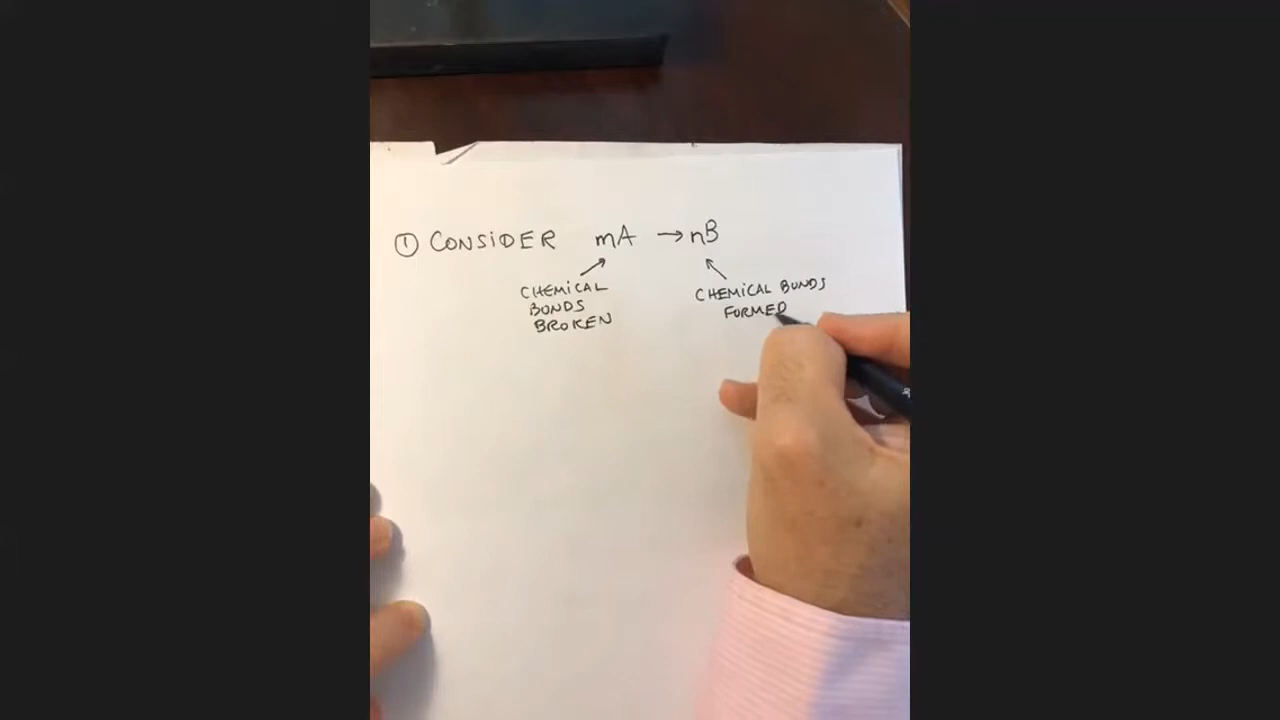 ① CONSIDER mA → nB
CHEMICAL
BONDS
BROKEN
CHEMICAL BONDS
FORMED